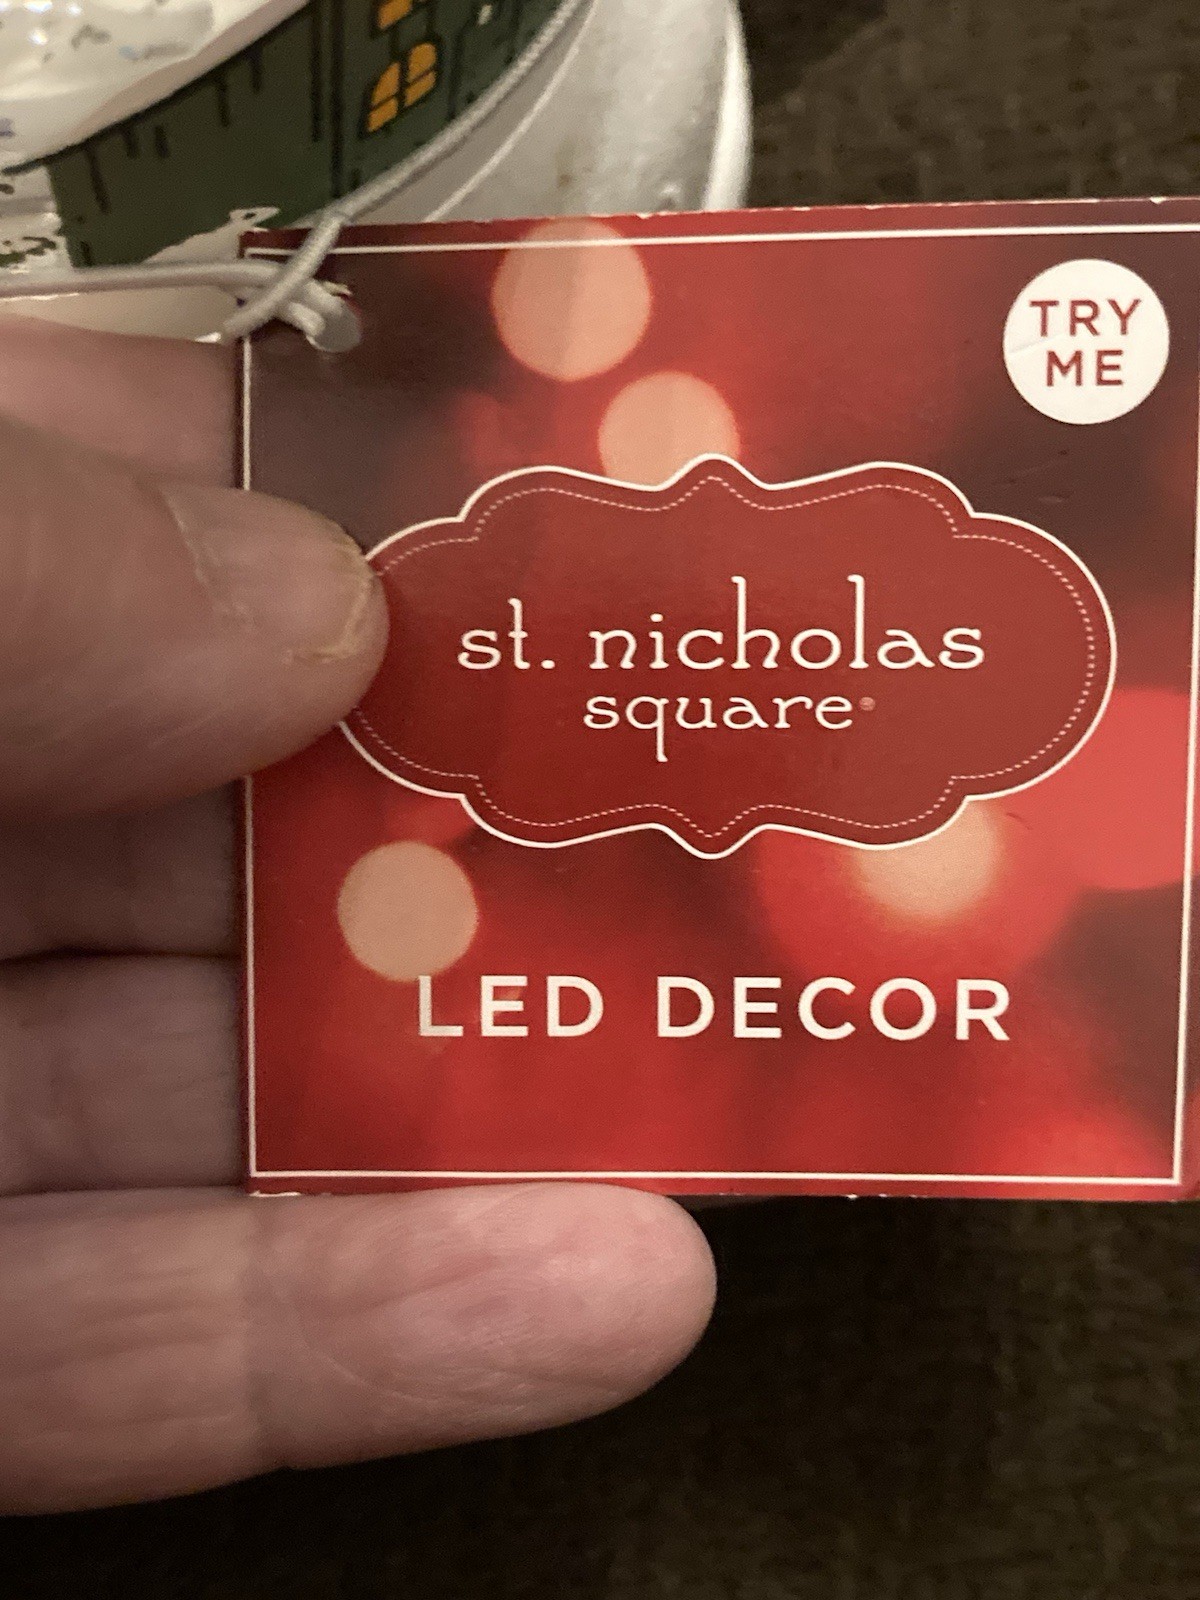 TRY
ME
st. nicholas
square®
LED DECOR